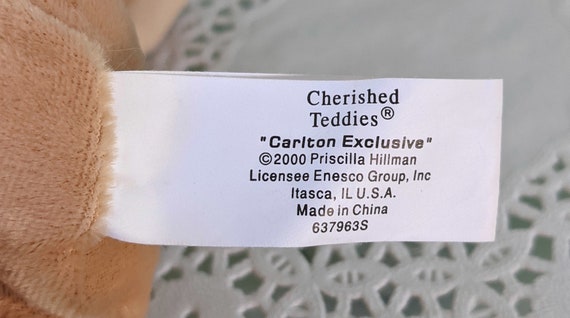 Cherished
Teddies®
"Carlton Exclusive"
©2000 Priscilla Hillman
Licensee Enesco Group, Inc
Itasca, IL U.S.A.
Made in China
637963S